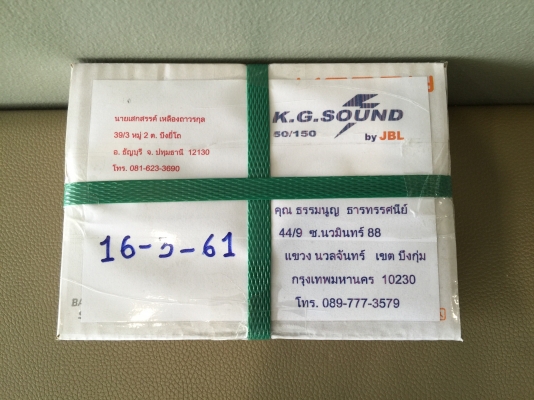 นายเสกสรรค์ เหลืองถาวรกุล
39/3 หมู่ 2 ต. บึงยี่โถ
อ. ธัญบุรี จ. ปทุมธานี 12130
โทร. 081-623-3690
K.G.SOUND
50/150 by JBL
16-5-61
คุณ ธรรมนูญ ธารทรรศนีย์
44/9 ซ.นวมินทร์ 88
แขวง นวลจันทร์ เขต บึงกุ่ม
กรุงเทพมหานคร 10230
โทร. 089-777-3579
BA